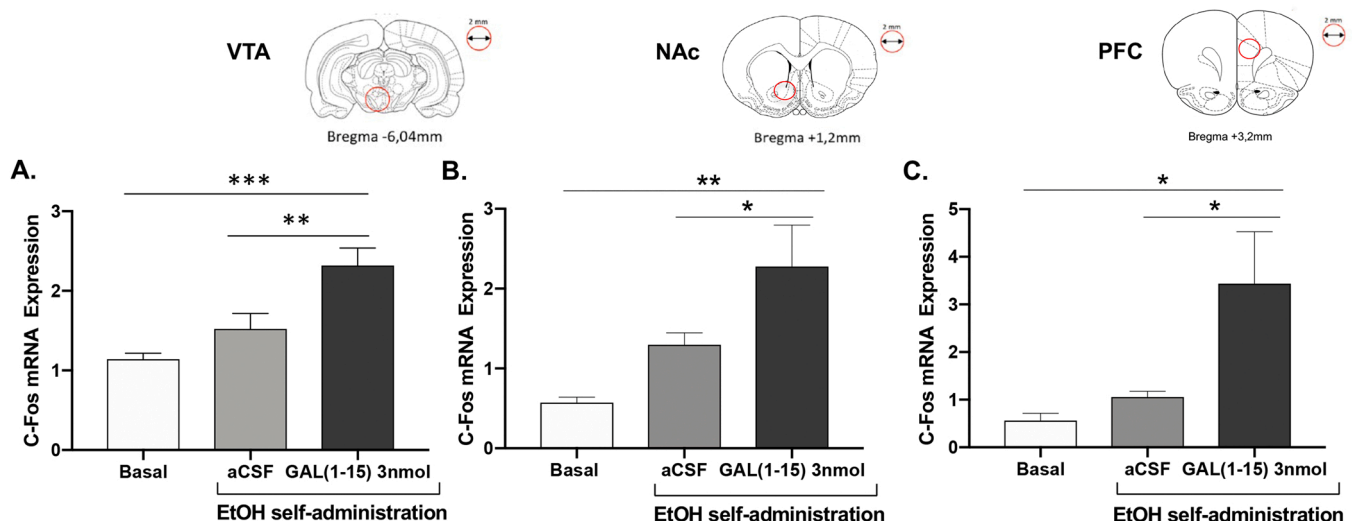 VTA
2 mm
Bregma -6,04mm
NAc
2 mm
Bregma +1,2mm
PFC
2 mm
Bregma +3,2mm
A.
***
**
C-Fos mRNA Expression
3
2
1
0
Basal
aCSF
GAL(1-15) 3nmol
EtOH self-administration
B.
**
*
C-Fos mRNA Expression
3
2
1
0
Basal
aCSF
GAL(1-15) 3nmol
EtOH self-administration
C.
*
*
C-Fos mRNA Expression
5
4
3
2
1
0
Basal
aCSF
GAL(1-15) 3nmol
EtOH self-administration